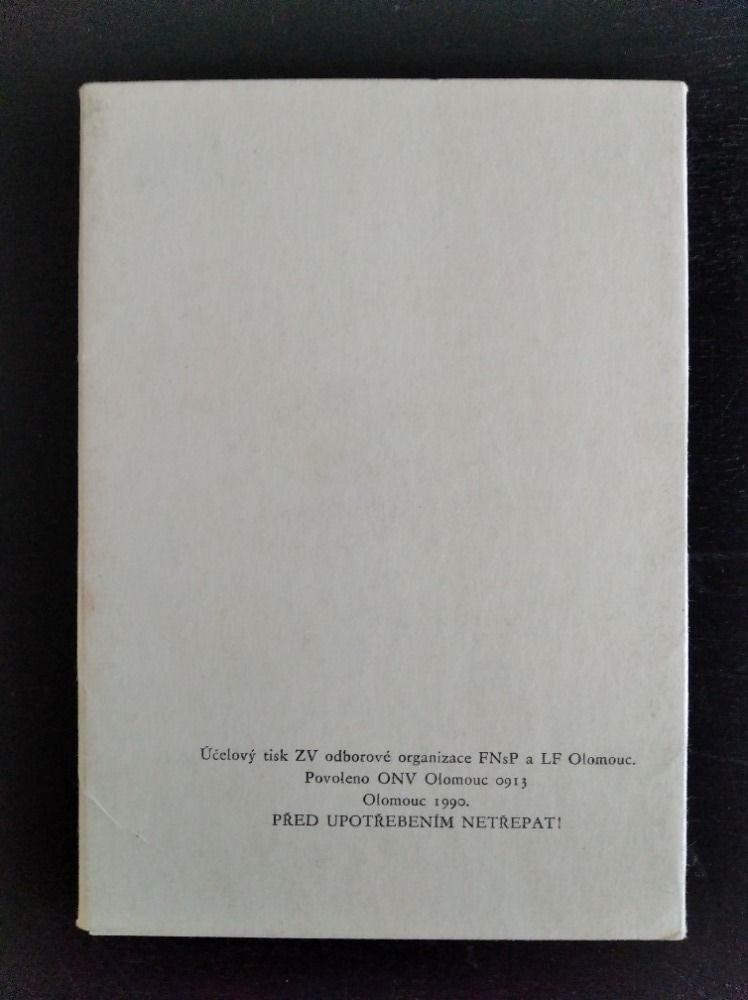 Účelový tisk ZV odborové organizace FNsP a LF Olomouc.
Povoleno ONV Olomouc 0913
Olomouc 1990.
PŘED UPOTŘEBENÍM NETŘEPAT!